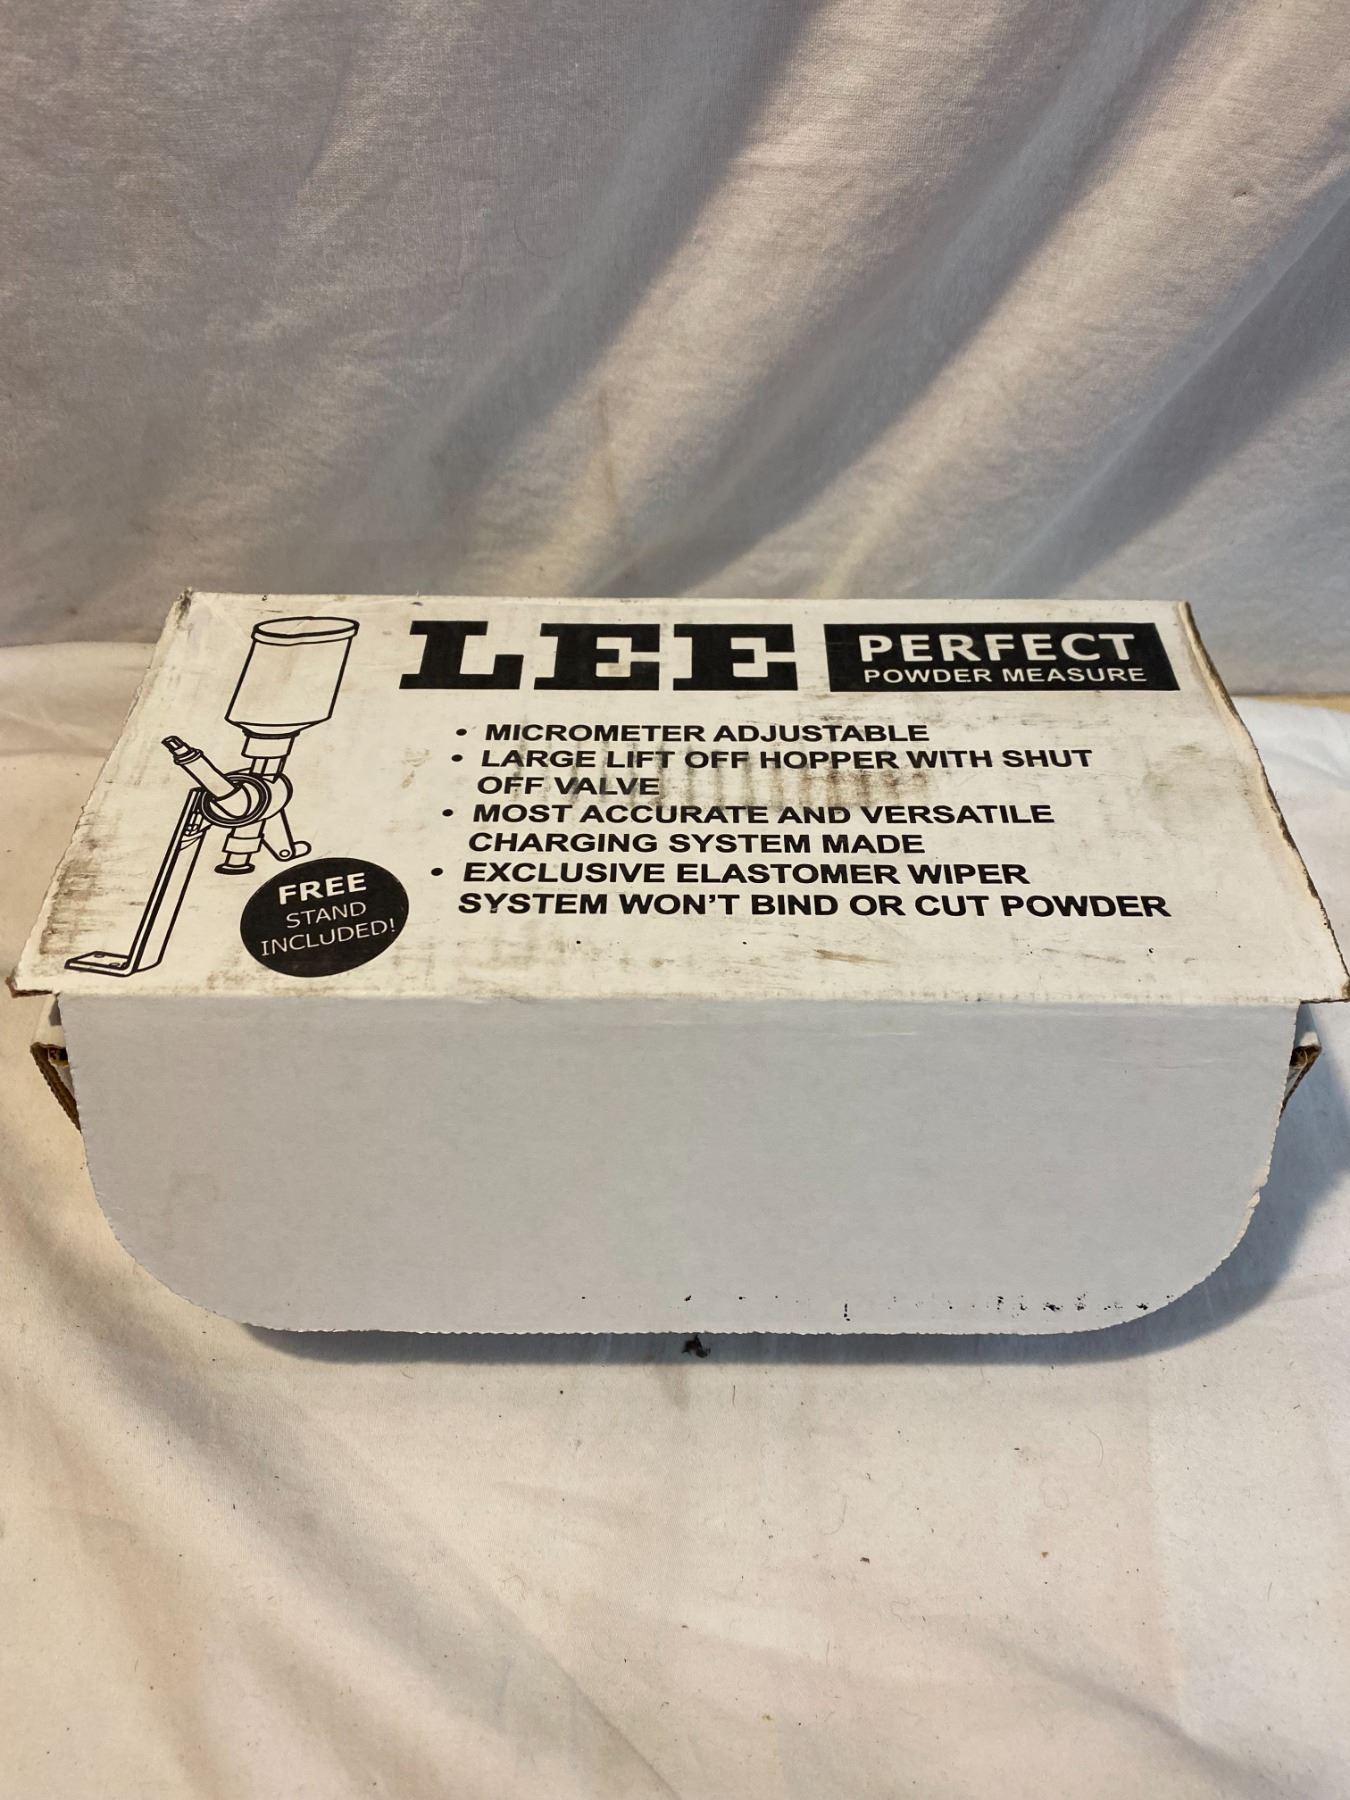 LEE PERFECT
POWDER MEASURE
• MICROMETER ADJUSTABLE
• LARGE LIFT OFF HOPPER WITH SHUT
OFF VALVE
• MOST ACCURATE AND VERSATILE
CHARGING SYSTEM MADE
• EXCLUSIVE ELASTOMER WIPER
SYSTEM WON'T BIND OR CUT POWDER
FREE
STAND
INCLUDED!